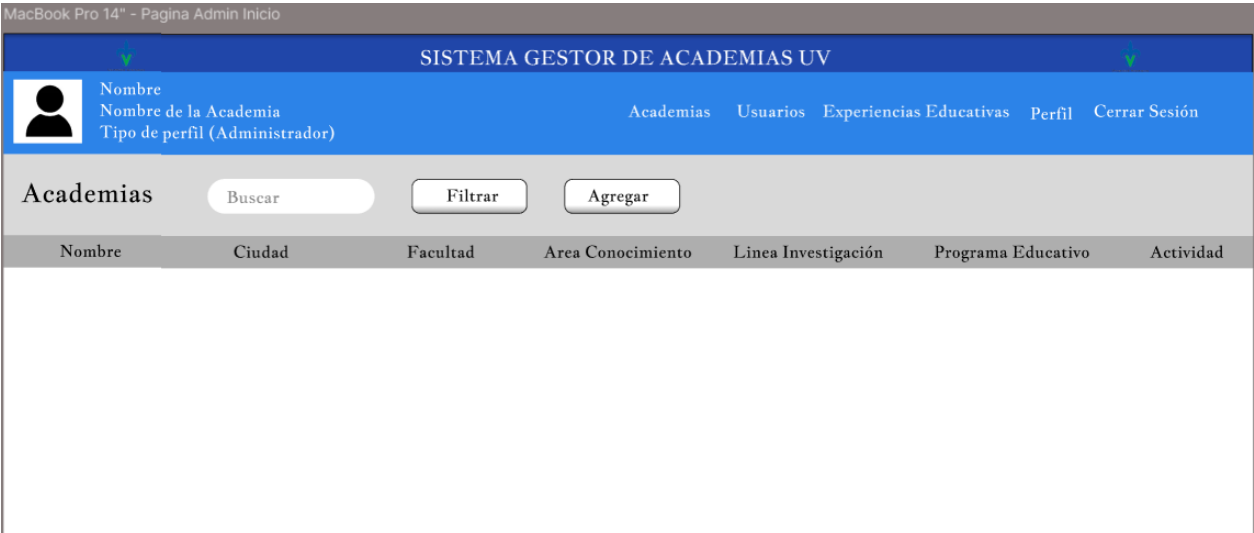 MacBook Pro 14" - Pagina Admin Inicio
V SISTEMA GESTOR DE ACADEMIAS UV V
Nombre
Nombre de la Academia
Tipo de perfil (Administrador)
Academias Usuarios Experiencias Educativas Perfil Cerrar Sesión
Academias Buscar Filtrar Agregar
Nombre Ciudad Facultad Area Conocimiento Linea Investigación Programa Educativo Actividad